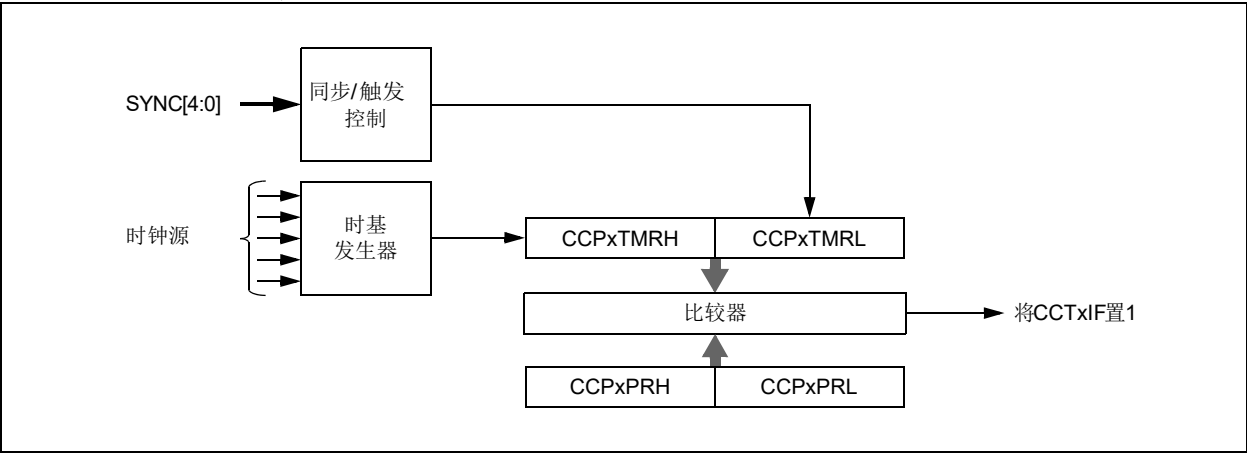 SYNC[4:0]
同步/触发
控制
时钟源
时基
发生器
CCPxTMRH
CCPxTMRL
比较器
将CCTxIF置1
CCPxPRH
CCPxPRL